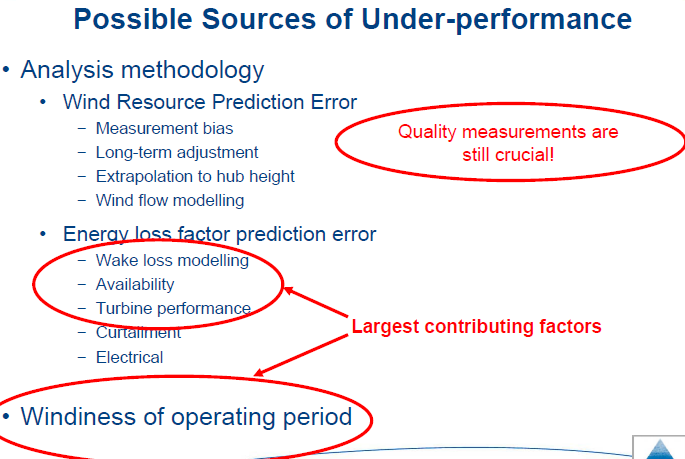 Possible Sources of Under-performance
• Analysis methodology
• Wind Resource Prediction Error
– Measurement bias
– Long-term adjustment
– Extrapolation to hub height
– Wind flow modelling
Quality measurements are
still crucial!
• Energy loss factor prediction error
– Wake loss modelling
– Availability
– Turbine performance
– Curtailment
– Electrical
Largest contributing factors
• Windiness of operating period